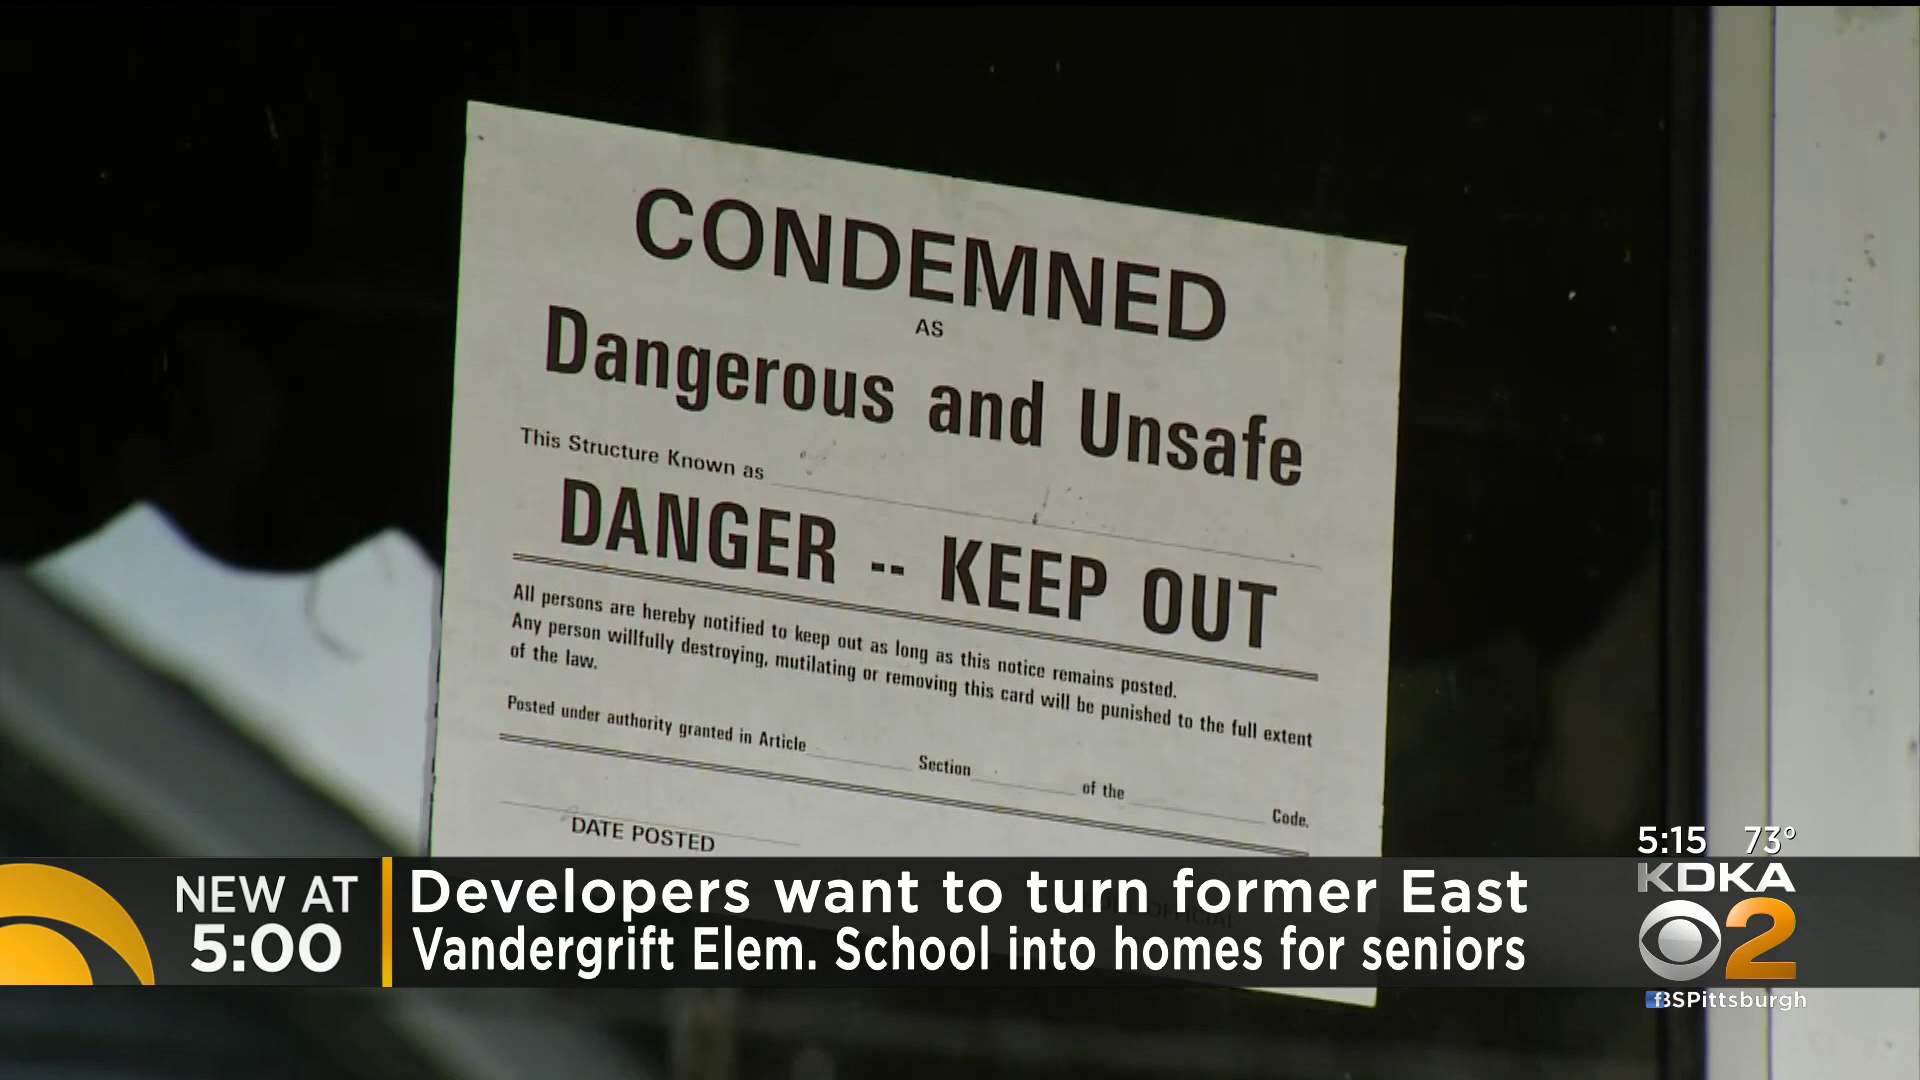 CONDEMNED
AS
Dangerous and Unsafe
This Structure Known as
DANGER -- KEEP OUT
All persons are hereby notified to keep out as long as this notice remains posted.
Any person willfully destroying, mutilating or removing this card will be punished to the full extent
of the law.
Posted under authority granted in Article Section of the Code.
DATE POSTED
5:15 73°
KDKA
2
NEW AT
5:00
Developers want to turn former East
Vandergrift Elem. School into homes for seniors
BSPittsburgh